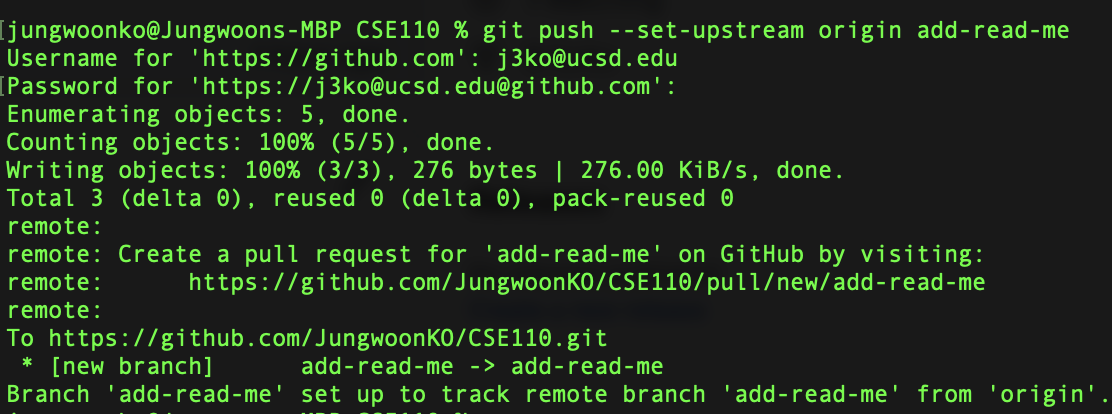 [jungwoonko@Jungwoons-MBP CSE110 % git push --set-upstream origin add-read-me
Username for 'https://github.com': j3ko@ucsd.edu
[Password for 'https://j3ko@ucsd.edu@github.com':
Enumerating objects: 5, done.
Counting objects: 100% (5/5), done.
Writing objects: 100% (3/3), 276 bytes | 276.00 KiB/s, done.
Total 3 (delta 0), reused 0 (delta 0), pack-reused 0
remote:
remote: Create a pull request for 'add-read-me' on GitHub by visiting:
remote:      https://github.com/JungwoonKO/CSE110/pull/new/add-read-me
remote:
To https://github.com/JungwoonKO/CSE110.git
 * [new branch]      add-read-me -> add-read-me
Branch 'add-read-me' set up to track remote branch 'add-read-me' from 'origin'.